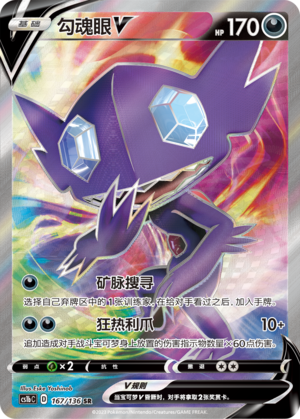 基础 勾魂眼V HP 170
矿脉搜寻
选择自己弃牌区中的1张训练家,在给对手看过之后,加入手牌。
狂热利爪
追加造成对手战斗宝可梦身上放置的伤害指示物数量×60点伤害。
弱点 抗性 撤退
Illus. Eske Yoshinob
V规则
当宝可梦V昏厥时,对手将拿取2张奖赏卡。
cs1b C D 167/136 SR